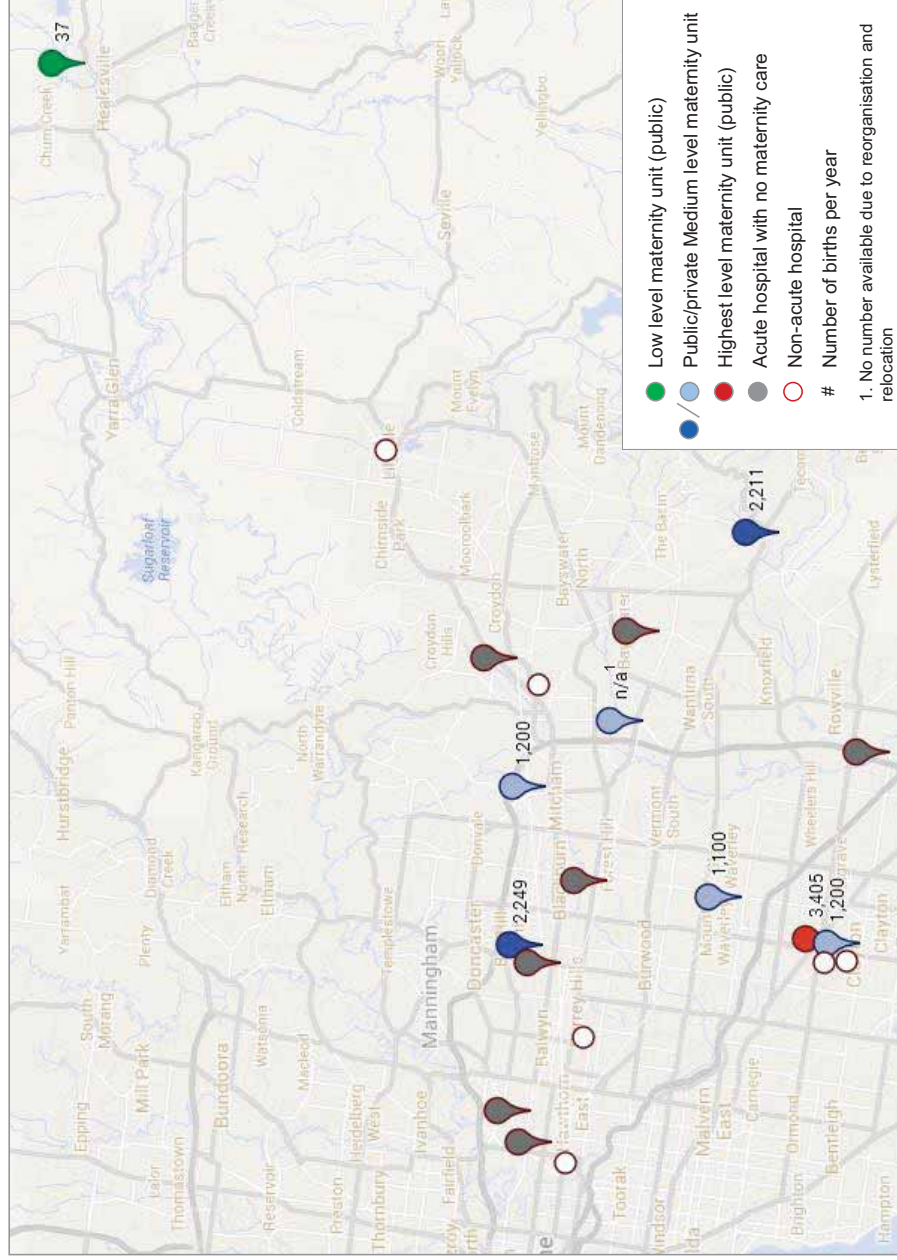 37
Chum Creek
Healesville
Woori
Yallock
Yellingbo
Seville
Yarra Glen
Coldstream
Mount
Evelyn
Sugarloaf
Reservoir
Chirnside
Park
Mooroolbark
Montrose
Mount
Dandenong
Croydon
Croydon
Hills
Bayswater
North
The Basin
2,211
Lysterfield
Panton Hill
Hurstbridge
Kangaroo
Ground
North
Warrandyte
1,200
n/a¹
Wantirna
South
Knoxfield
Rowville
Yarrambat
Diamond
Creek
Research
Eltham
North
Eltham
Plenty
Donvale
Mitcham
Vermont
South
Wheelers Hill
Templestowe
Doncaster
2,249
1,100
Burwood
Manningham
3,405
1,200
Clayton
South
Morang
Epping
Mill Park
Watsonia
Bundoora
Macleod
Lalor
Thomastown
Reservoir
Heidelberg
West
Ivanhoe
Preston
Thornbury
Fairfield
Balwyn
East
Toorak
Malvern
East
Carnegie
Ormond
Bentleigh
Brighton
Hampton
Low level maternity unit (public)
/ Public/private Medium level maternity unit
Highest level maternity unit (public)
Acute hospital with no maternity care
Non-acute hospital
# Number of births per year
1. No number available due to reorganisation and
relocation